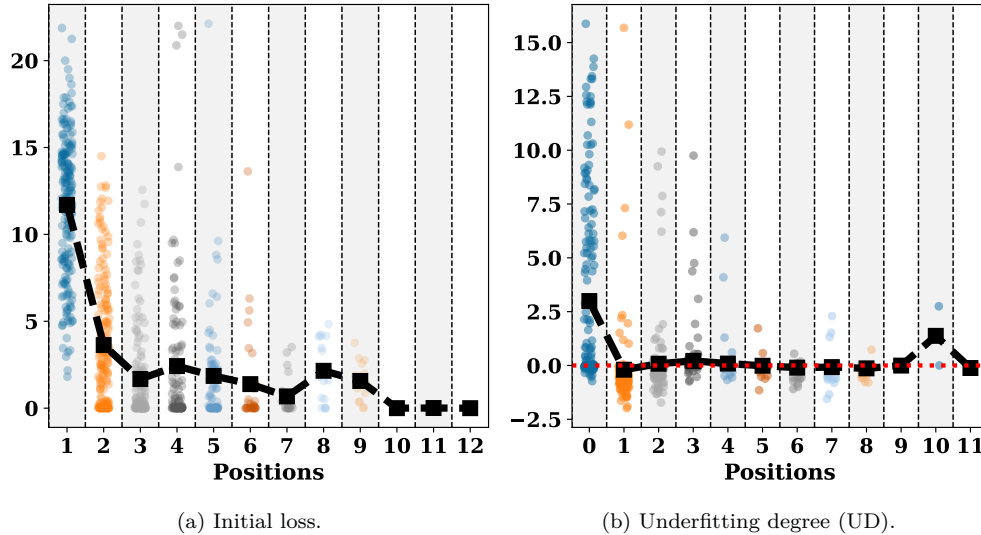 20
15
10
5
0
1 2 3 4 5 6 7 8 9 10 11 12
Positions
(a) Initial loss.
15.0
12.5
10.0
7.5
5.0
2.5
0.0
−2.5
0 1 2 3 4 5 6 7 8 9 10 11
Positions
(b) Underfitting degree (UD).